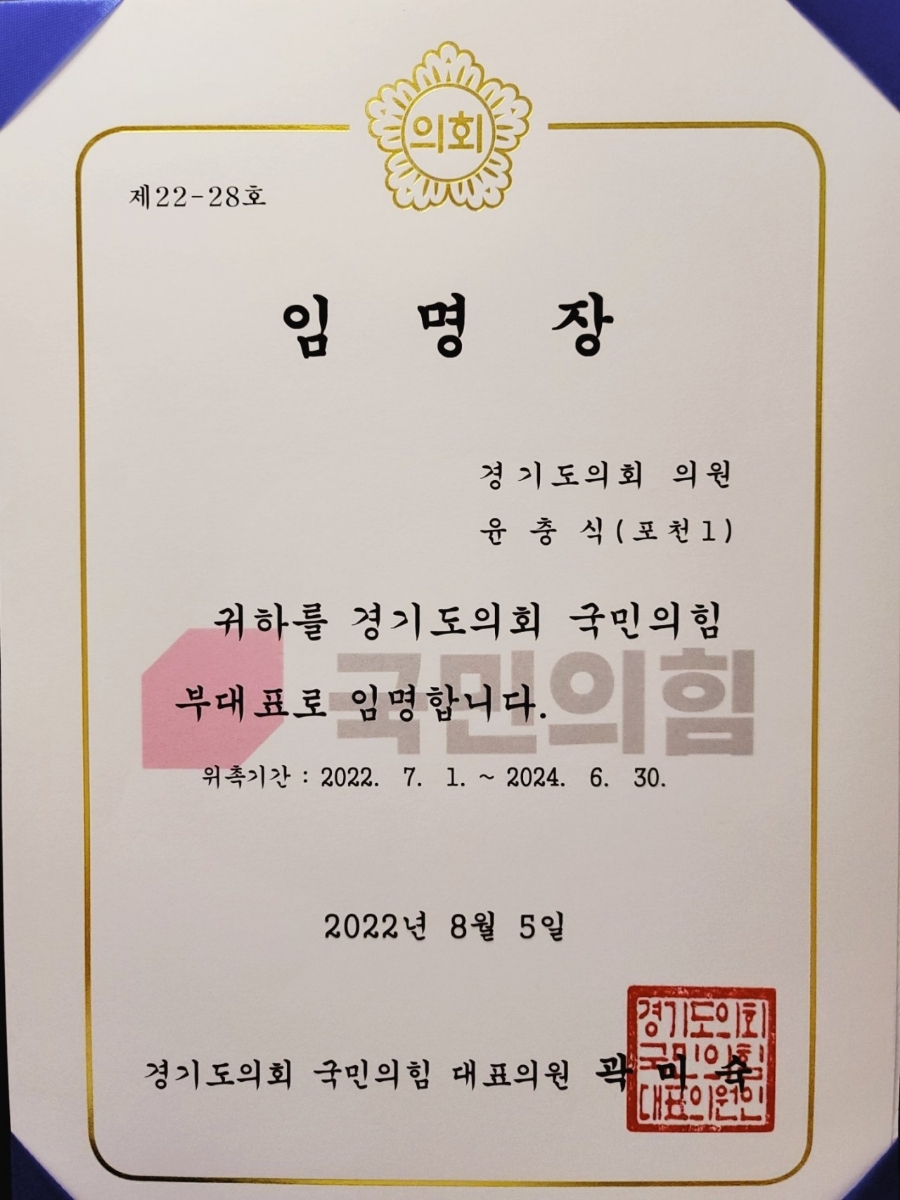 의회
제22-28호
임 명 장
경기도의회 의원
윤 충 식(포천1)
귀하를 경기도의회 국민의힘
국민의힘
부대표로 임명합니다.
위촉기간 : 2022. 7. 1. ~ 2024. 6. 30.
2022년 8월 5일
경기도의회 국민의힘 대표의원 곽 미 숙
경기도의회
국민의힘
대표의원인